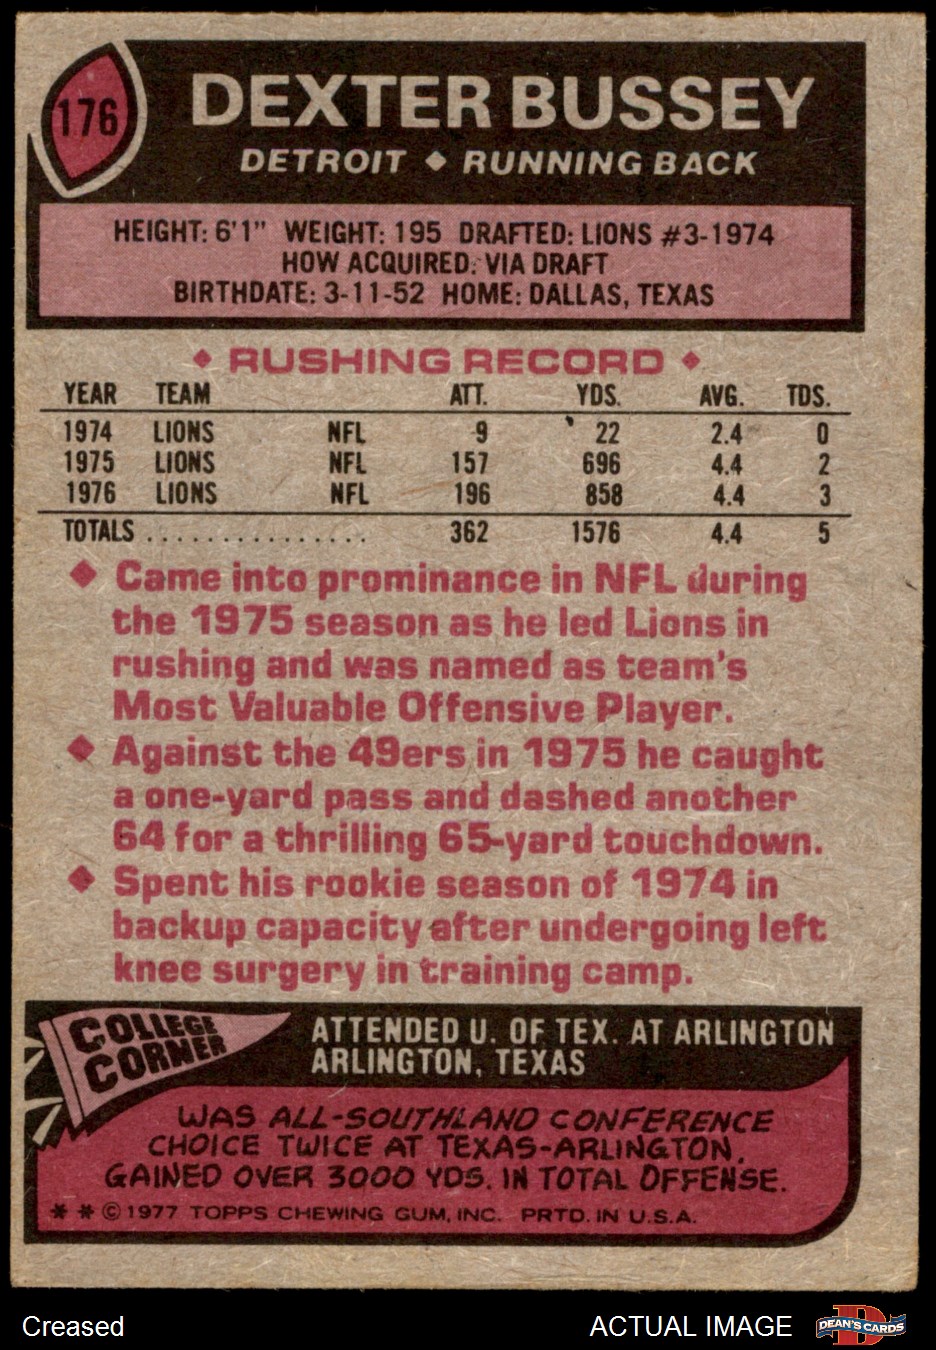 176
DEXTER BUSSEY
DETROIT ◆ RUNNING BACK
HEIGHT: 6'1" WEIGHT: 195 DRAFTED: LIONS #3-1974
HOW ACQUIRED: VIA DRAFT
BIRTHDATE: 3-11-52 HOME: DALLAS, TEXAS
◆ RUSHING RECORD ◆
YEAR TEAM ATT. YDS. AVG. TDS.
1974 LIONS NFL 9 22 2.4 0
1975 LIONS NFL 157 696 4.4 2
1976 LIONS NFL 196 858 4.4 3
TOTALS . . . . . . . . . . . . . . . 362 1576 4.4 5
◆ Came into prominance in NFL during
the 1975 season as he led Lions in
rushing and was named as team's
Most Valuable Offensive Player.
◆ Against the 49ers in 1975 he caught
a one-yard pass and dashed another
64 for a thrilling 65-yard touchdown.
◆ Spent his rookie season of 1974 in
backup capacity after undergoing left
knee surgery in training camp.
COLLEGE
CORNER
ATTENDED U. OF TEX. AT ARLINGTON
ARLINGTON, TEXAS
WAS ALL-SOUTHLAND CONFERENCE
CHOICE TWICE AT TEXAS-ARLINGTON.
GAINED OVER 3000 YDS. IN TOTAL OFFENSE.
* * © 1977 TOPPS CHEWING GUM, INC. PRTD. IN U.S.A.
Creased
ACTUAL IMAGE
DEAN'S CARDS